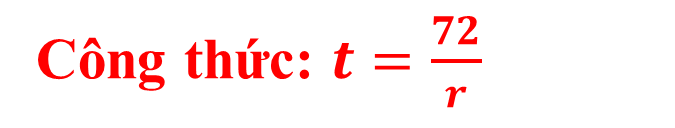 Công thức: t = 72/r